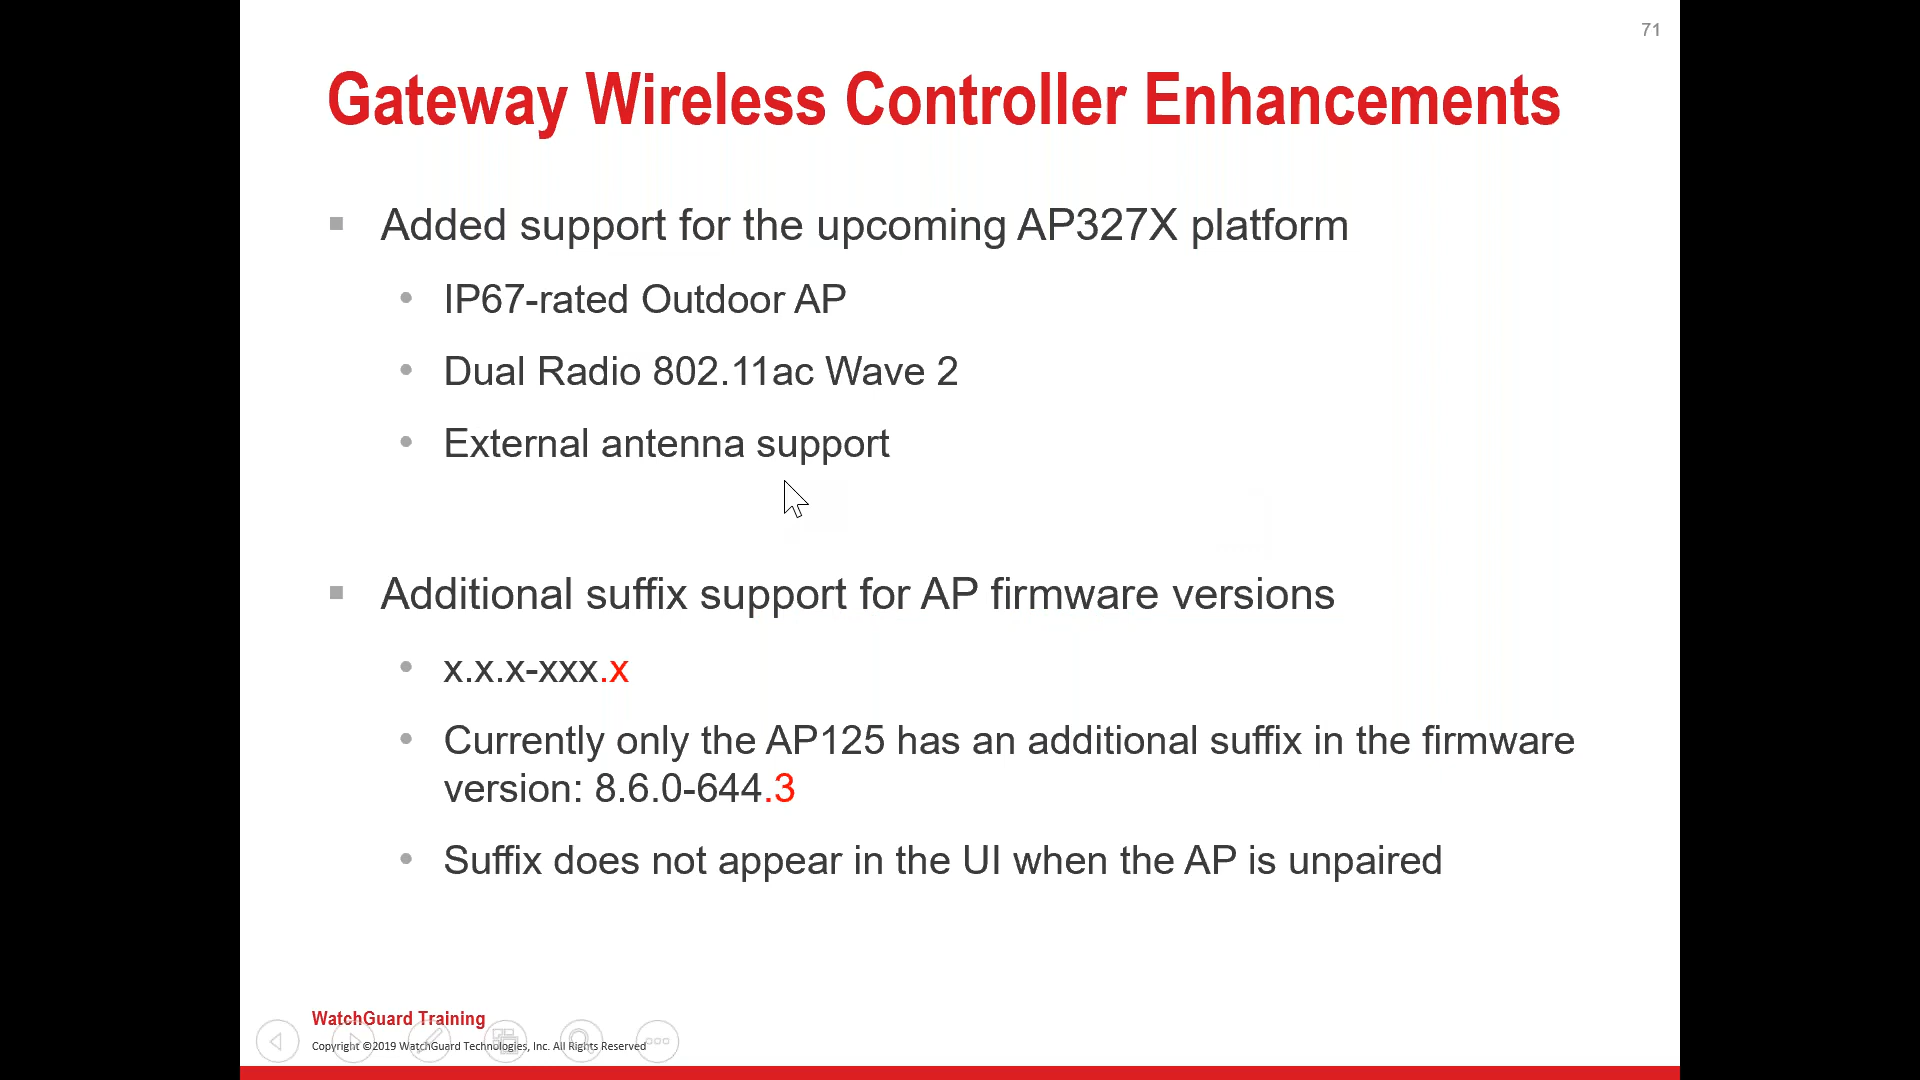 71
Gateway Wireless Controller Enhancements
Added support for the upcoming AP327X platform
IP67-rated Outdoor AP
Dual Radio 802.11ac Wave 2
External antenna support
Additional suffix support for AP firmware versions
x.x.x-xxx.x
Currently only the AP125 has an additional suffix in the firmware
version: 8.6.0-644.3
Suffix does not appear in the UI when the AP is unpaired
WatchGuard Training
Copyright ©2019 WatchGuard Technologies, Inc. All Rights Reserved